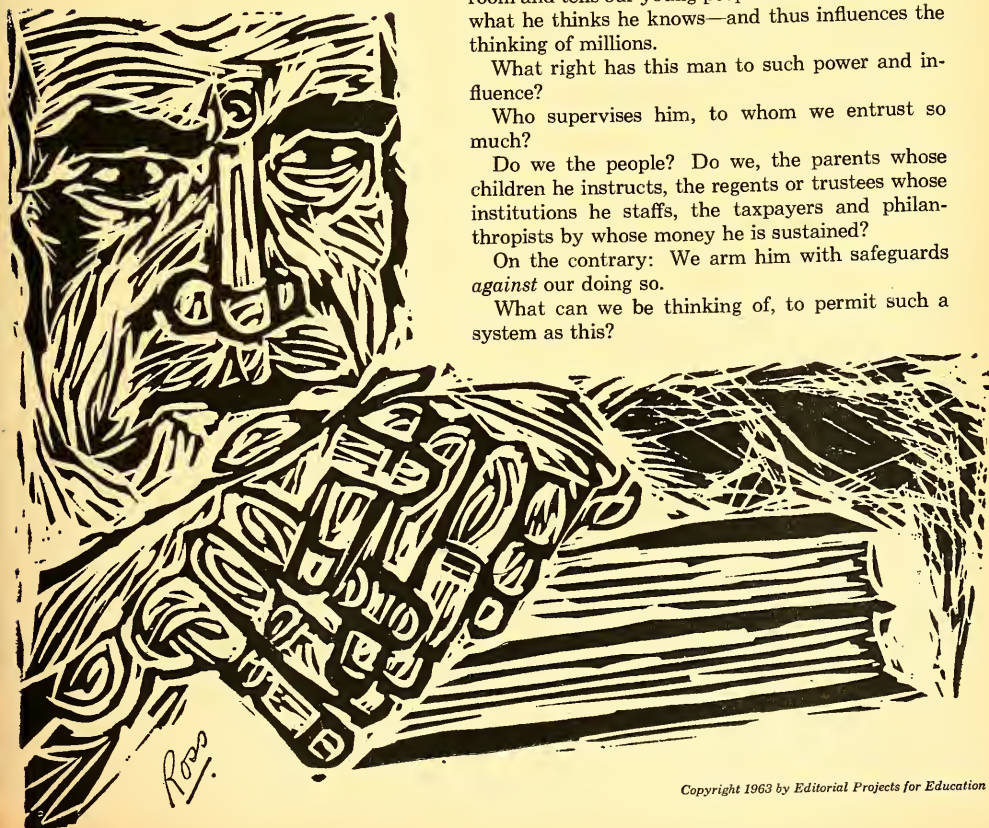 what he thinks he knows—and thus influences the
thinking of millions.
What right has this man to such power and in-
fluence?
Who supervises him, to whom we entrust so
much?
Do we the people? Do we, the parents whose
children he instructs, the regents or trustees whose
institutions he staffs, the taxpayers and philan-
thropists by whose money he is sustained?
On the contrary: We arm him with safeguards
against our doing so.
What can we be thinking of, to permit such a
system as this?
Ross
Copyright 1963 by Editorial Projects for Education